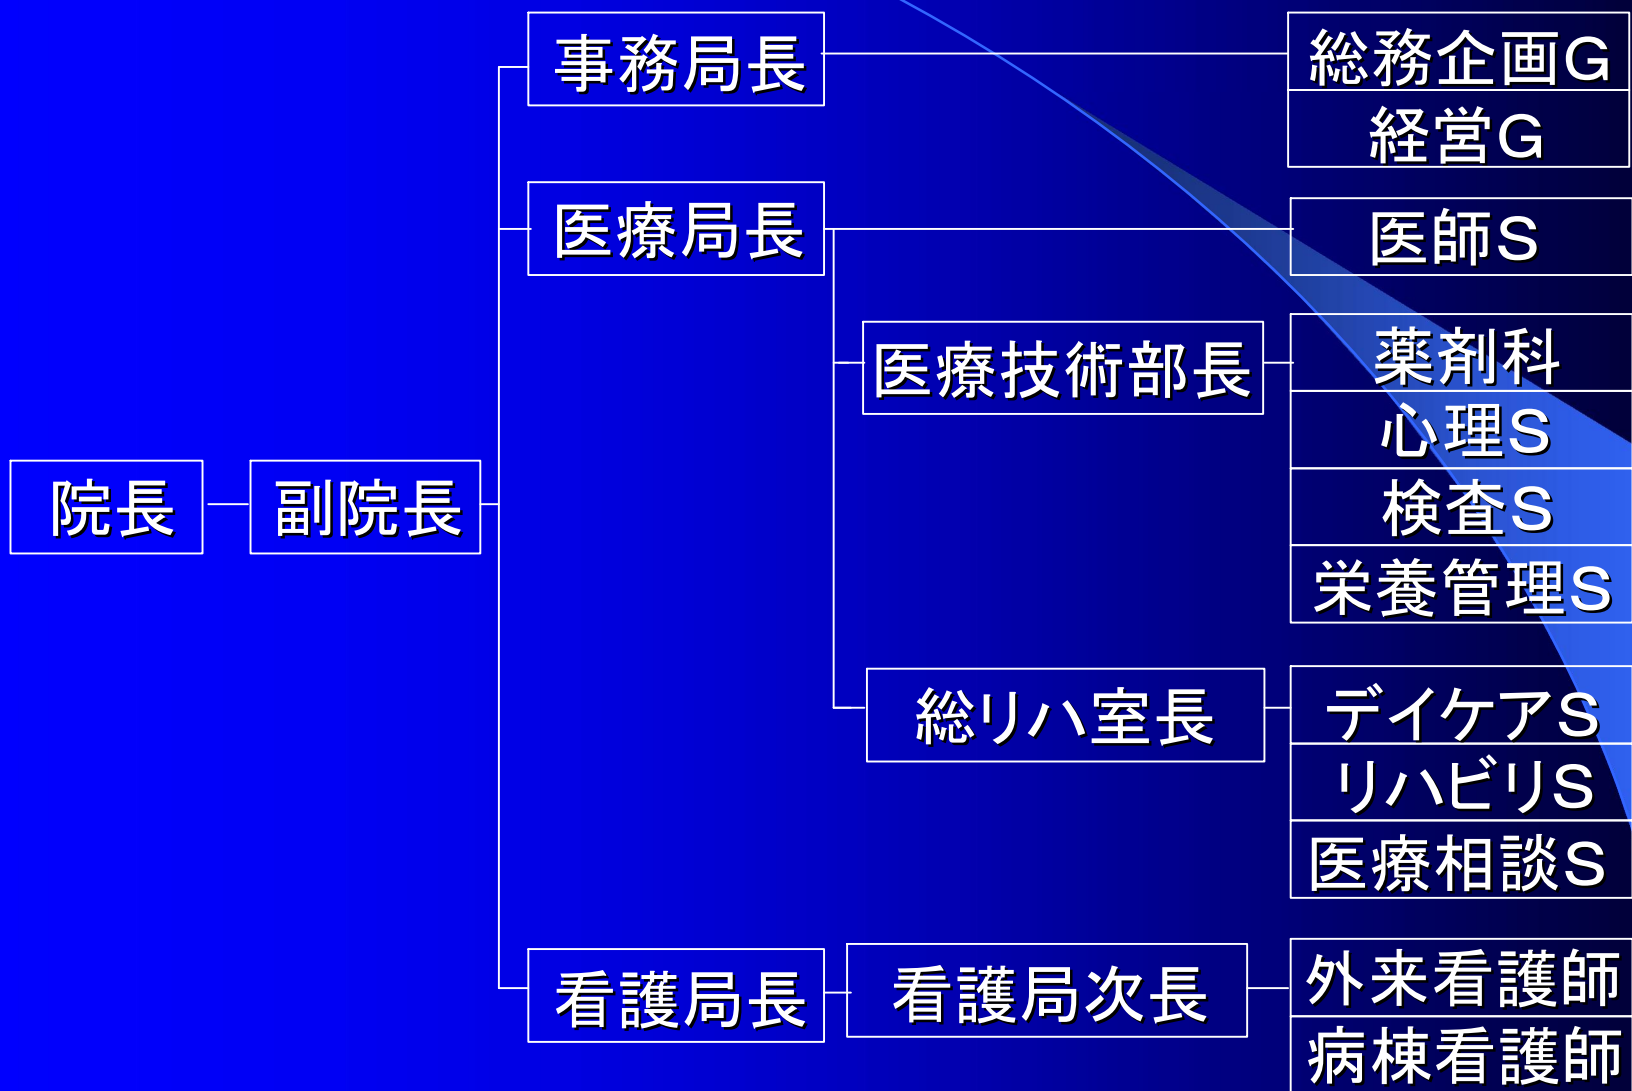 院長
副院長
事務局長
総務企画G
経営G
医療局長
医師S
医療技術部長
薬剤科
心理S
検査S
栄養管理S
総リハ室長
デイケアS
リハビリS
医療相談S
看護局長
看護局次長
外来看護師
病棟看護師